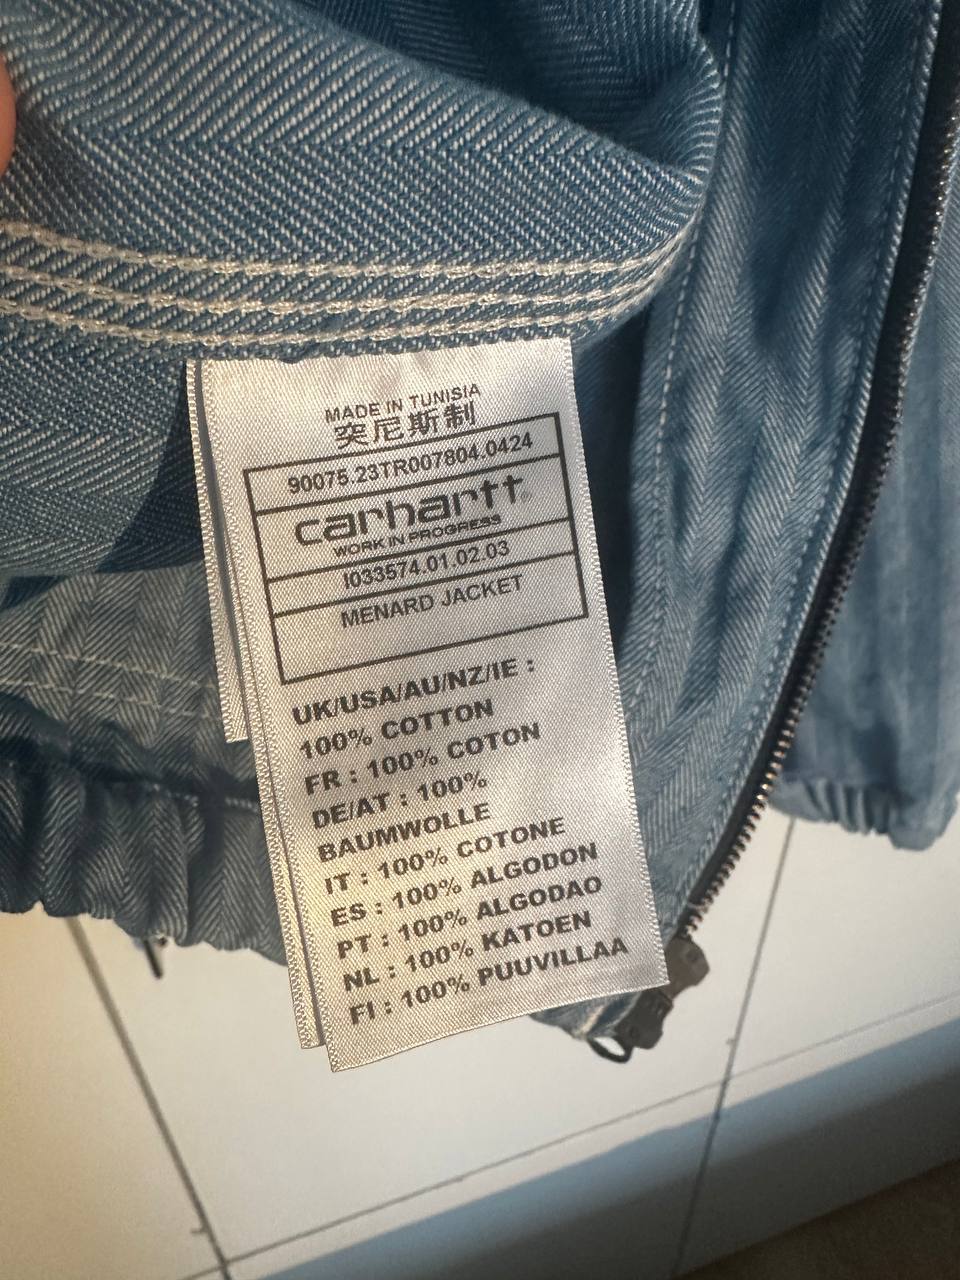 MADE IN TUNISIA
突尼斯制
90075.23TR007804.0424
carhartt®
WORK IN PROGRESS
I033574.01.02.03
MENARD JACKET
UK/USA/AU/NZ/IE :
100% COTTON
FR : 100% COTON
DE/AT : 100%
BAUMWOLLE
IT : 100% COTONE
ES : 100% ALGODON
PT : 100% ALGODAO
NL : 100% KATOEN
FI : 100% PUUVILLAA